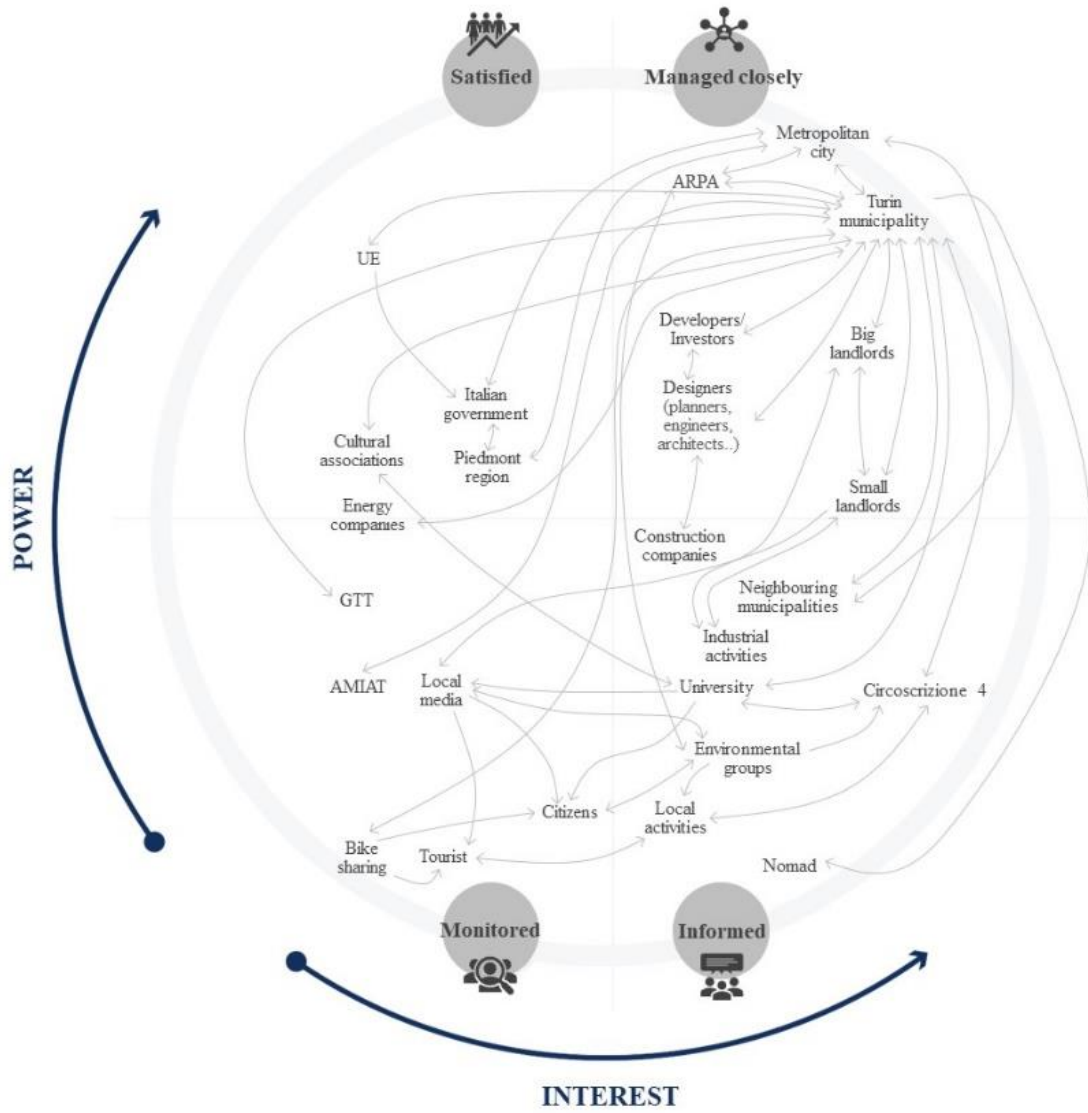 Satisfied
Managed closely
Metropolitan
city
ARPA
Turin
municipality
UE
Developers/
Investors
Big
landlords
Designers
(planners,
engineers,
architects..)
Italian
government
Cultural
associations
Piedmont
region
Energy
companies
Small
landlords
Construction
companies
POWER
GTT
Neighbouring
municipalities
Industrial
activities
AMIAT
Local
media
University
Circoscrizione 4
Environmental
groups
Citizens
Local
activities
Bike
sharing
Tourist
Nomad
Monitored
Informed
INTEREST